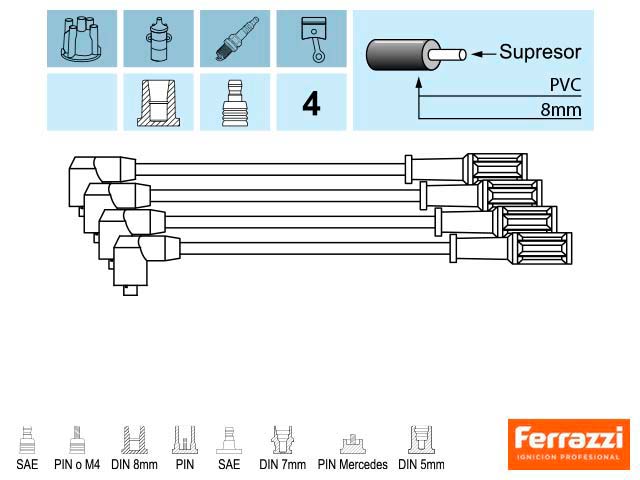 Supresor
PVC
4
8mm
SAE PIN o M4 DIN 8mm PIN SAE DIN 7mm PIN Mercedes DIN 5mm
Ferrazzi
IGNICION PROFESIONAL